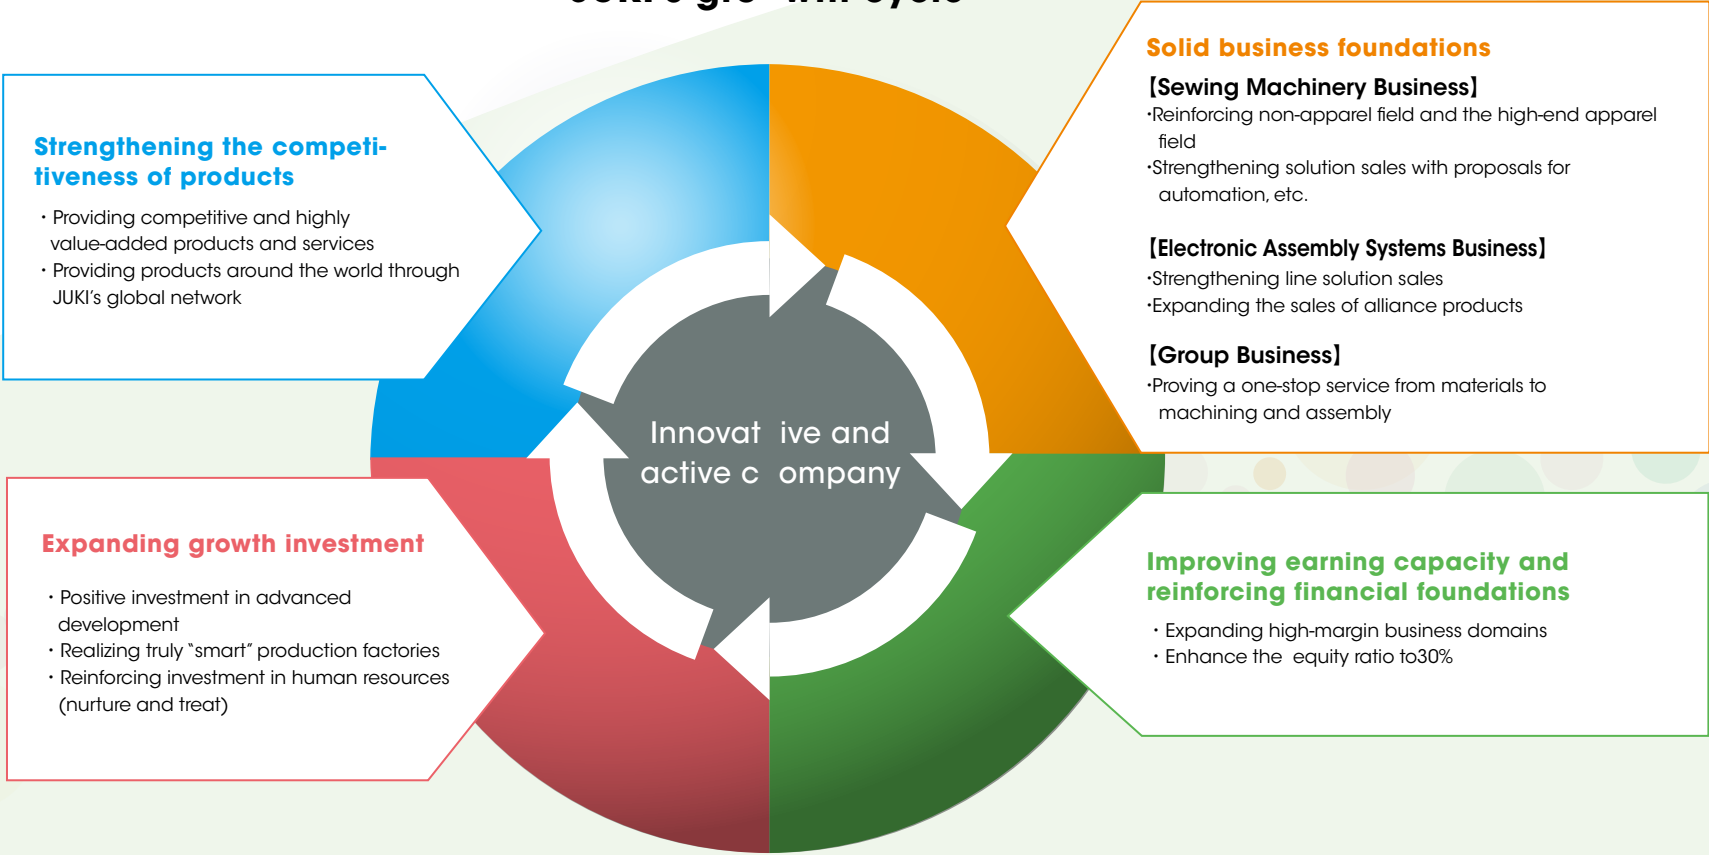 Strengthening the competi-
tiveness of products
・Providing competitive and highly
value-added products and services
・Providing products around the world through
JUKI's global network
Solid business foundations
【Sewing Machinery Business】
・Reinforcing non-apparel field and the high-end apparel
field
・Strengthening solution sales with proposals for
automation, etc.
【Electronic Assembly Systems Business】
・Strengthening line solution sales
・Expanding the sales of alliance products
【Group Business】
・Proving a one-stop service from materials to
machining and assembly
Innovat ive and
active c ompany
Expanding growth investment
・Positive investment in advanced
development
・Realizing truly “smart” production factories
・Reinforcing investment in human resources
(nurture and treat)
Improving earning capacity and
reinforcing financial foundations
・Expanding high-margin business domains
・Enhance the equity ratio to30%